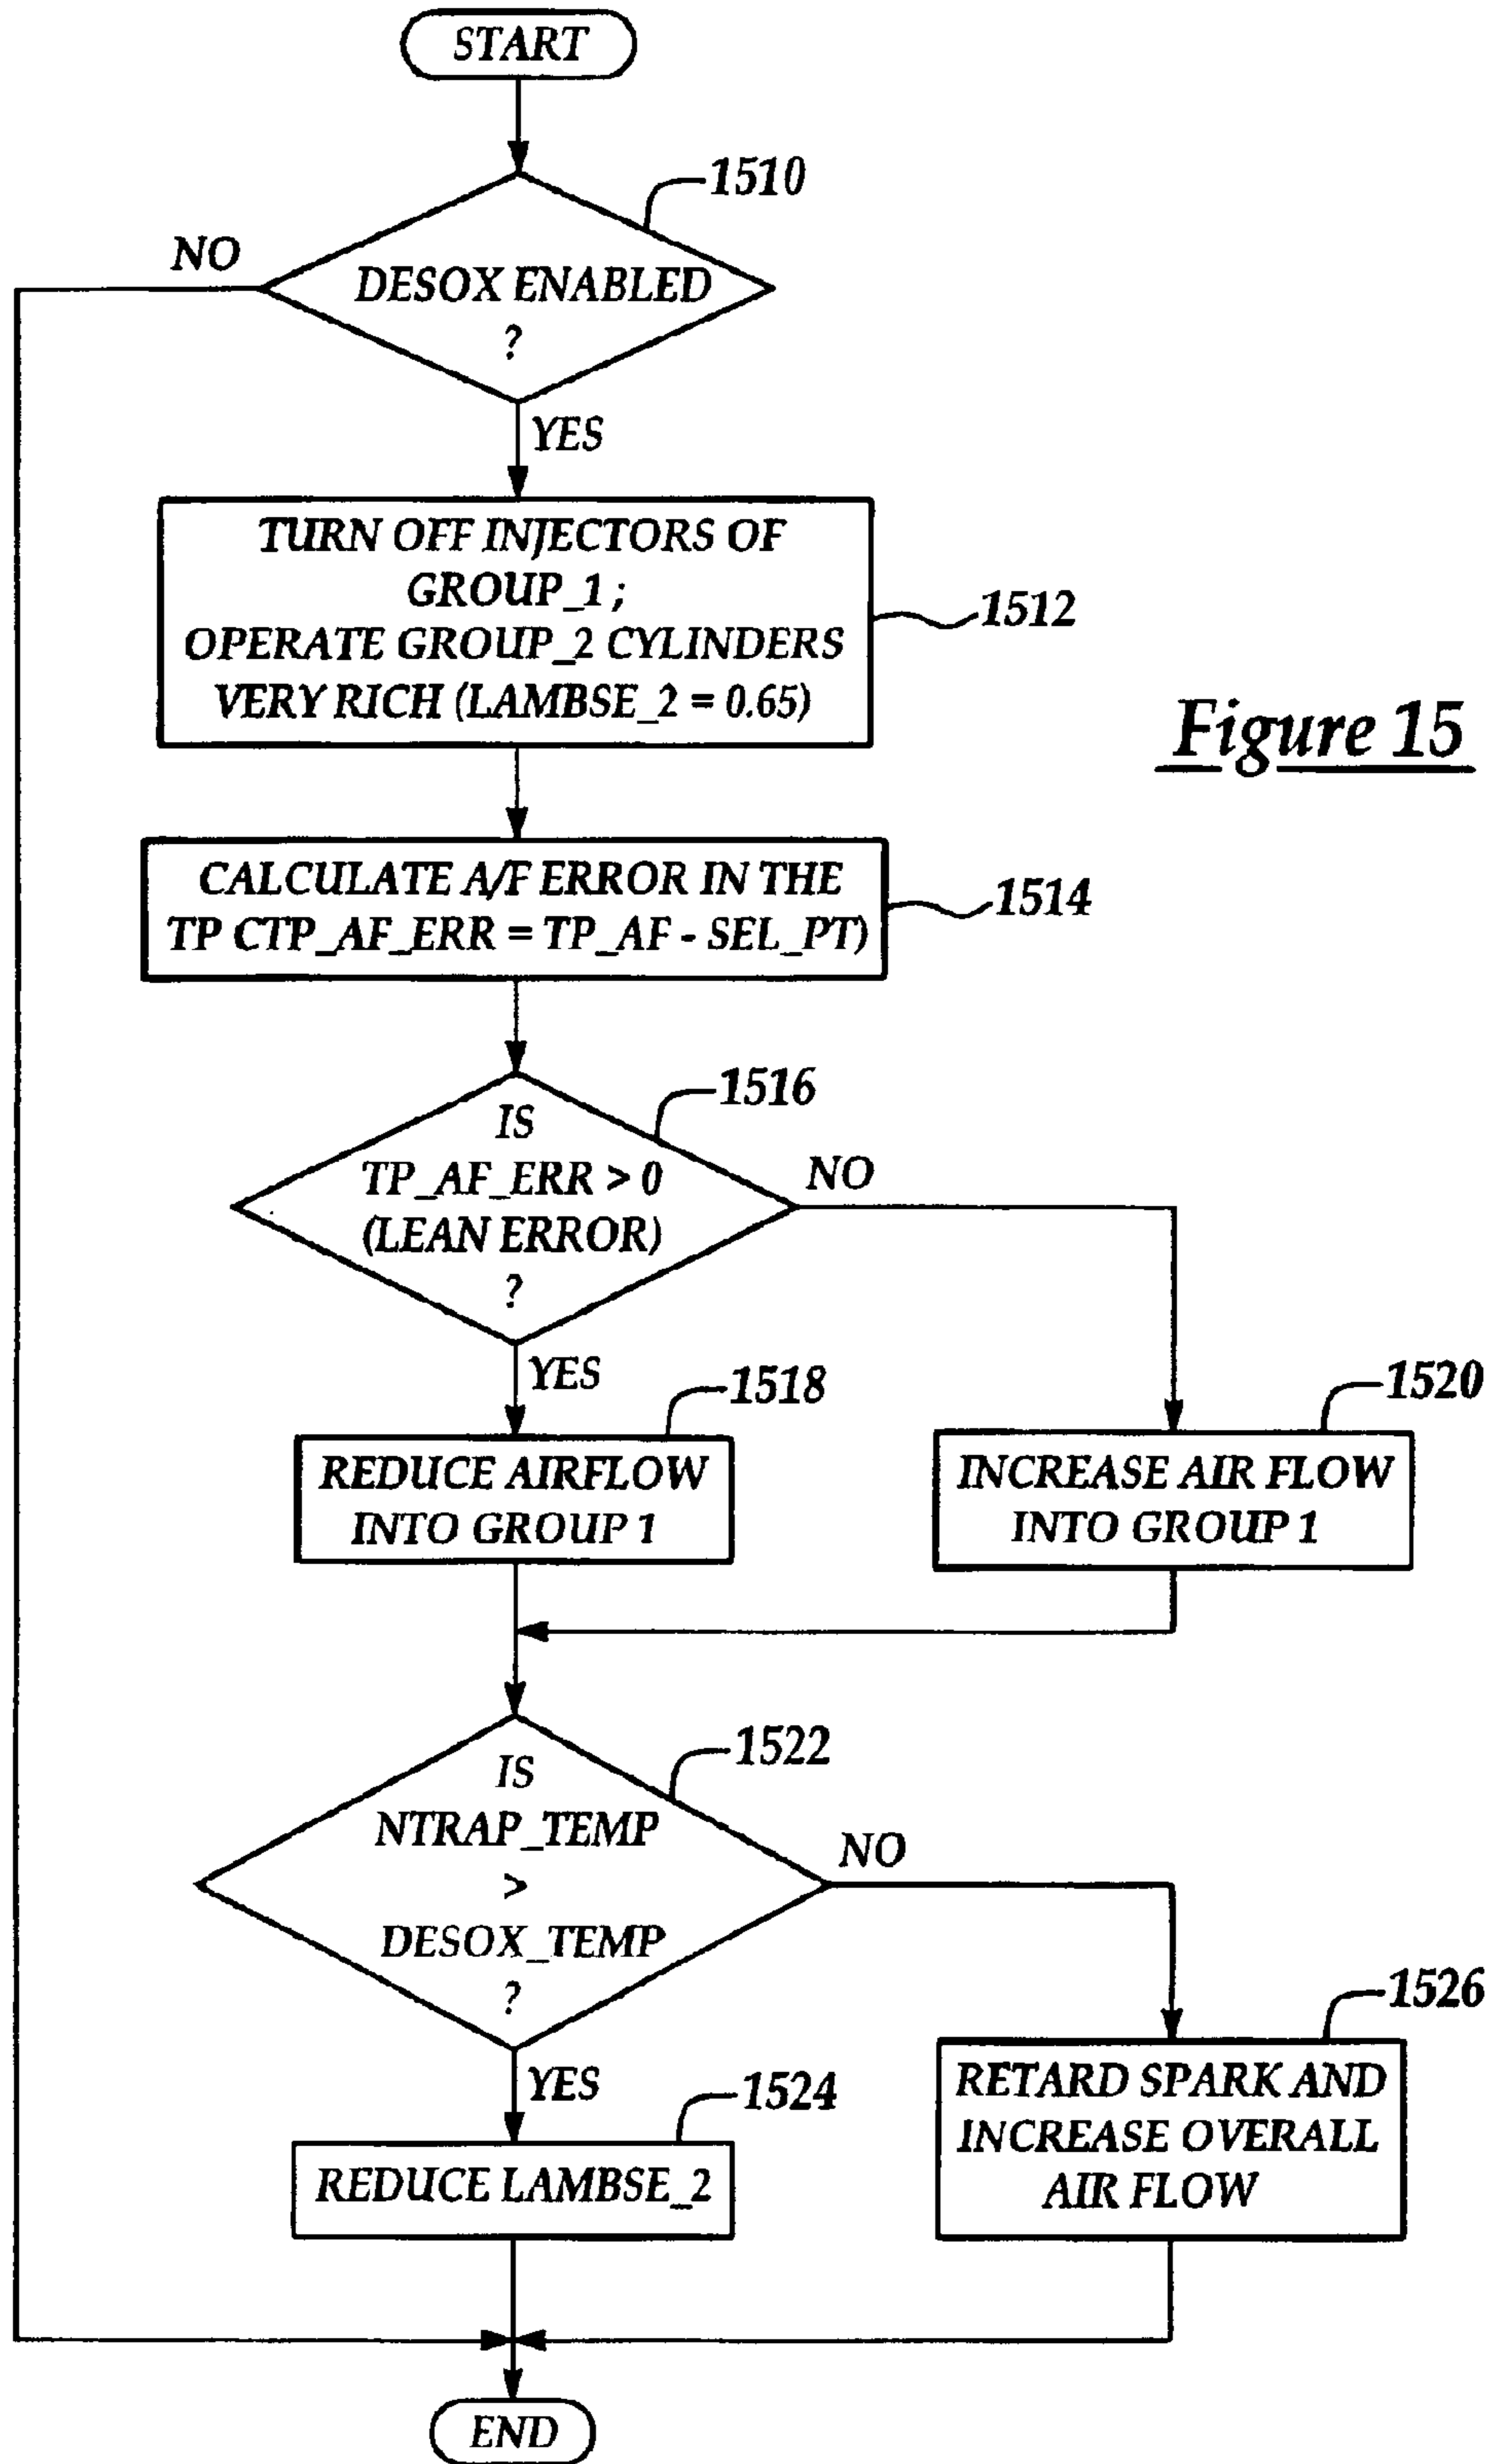 START
1510
NO
DESOX ENABLED
?
YES
TURN OFF INJECTORS OF
GROUP_1 ;
OPERATE GROUP_2 CYLINDERS
VERY RICH (LAMBSE_2 = 0.65)
1512
Figure 15
CALCULATE A/F ERROR IN THE
TP CTP_AF_ERR = TP_AF - SEL_PT)
1514
1516
IS
TP_AF_ERR > 0
(LEAN ERROR)
?
NO
YES
1518
1520
REDUCE AIRFLOW
INTO GROUP 1
INCREASE AIR FLOW
INTO GROUP 1
1522
IS
NTRAP_TEMP
>
DESOX_TEMP
?
NO
YES
1524
1526
REDUCE LAMBSE_2
RETARD SPARK AND
INCREASE OVERALL
AIR FLOW
END